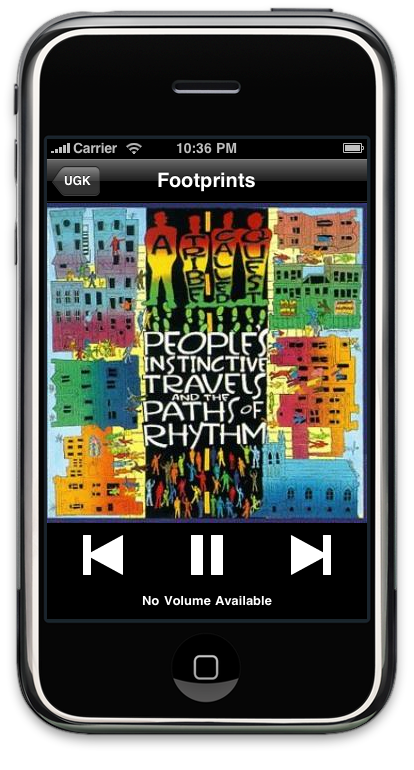 Carrier 10:36 PM
UGK Footprints
A TRIBE CALLED QUEST
PEOPLE'S
INSTINCTIVE
TRAVELS
AND THE
PATHS OF
RHYTHM
No Volume Available